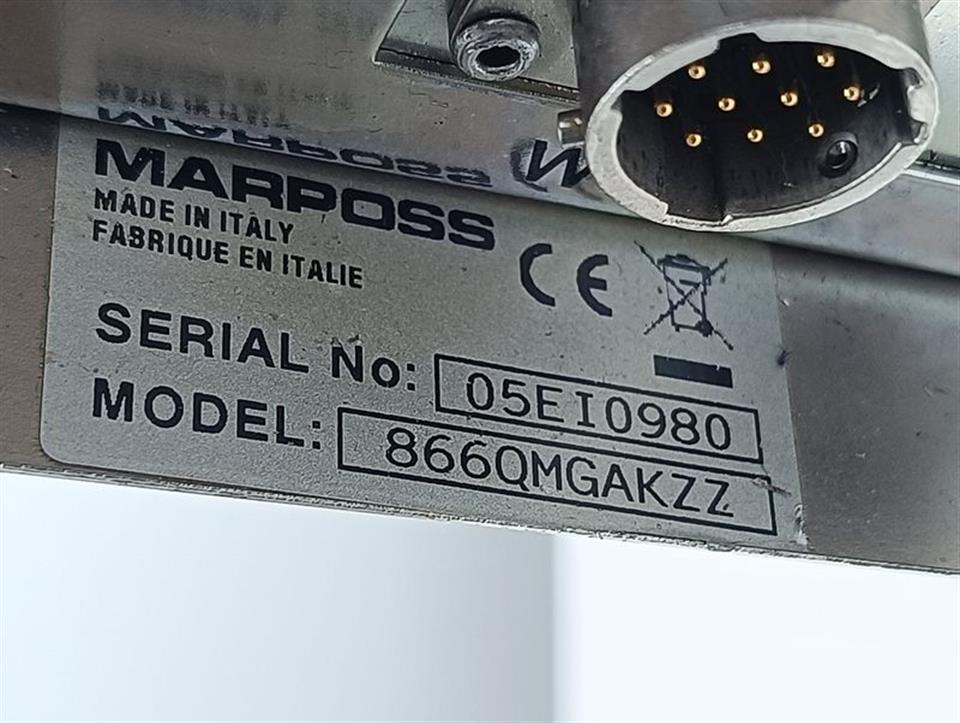 MARPOSS
MADE IN ITALY
FABRIQUE EN ITALIE
CE
SERIAL No: 05EI0980
MODEL: 866QMGAKZZ